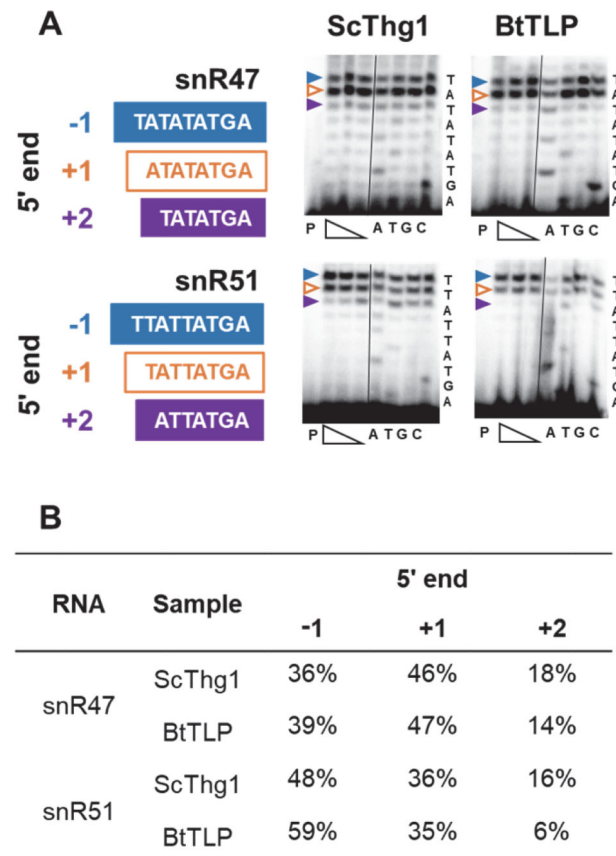 A
ScThg1 BtTLP
snR47
5' end
-1 TATATATGA
+1 ATATATGA
+2 TATATGA
T
A
T
A
T
A
T
G
A
T
A
T
A
T
A
T
G
A
P A T G C
P A T G C
snR51
5' end
-1 TTATTATGA
+1 TATTATGA
+2 ATTATGA
T
T
A
T
T
A
T
G
A
T
T
A
T
T
A
T
G
A
P A T G C
P A T G C
B
RNA Sample 5' end
-1 +1 +2
snR47
ScThg1 36% 46% 18%
BtTLP 39% 47% 14%
snR51
ScThg1 48% 36% 16%
BtTLP 59% 35% 6%